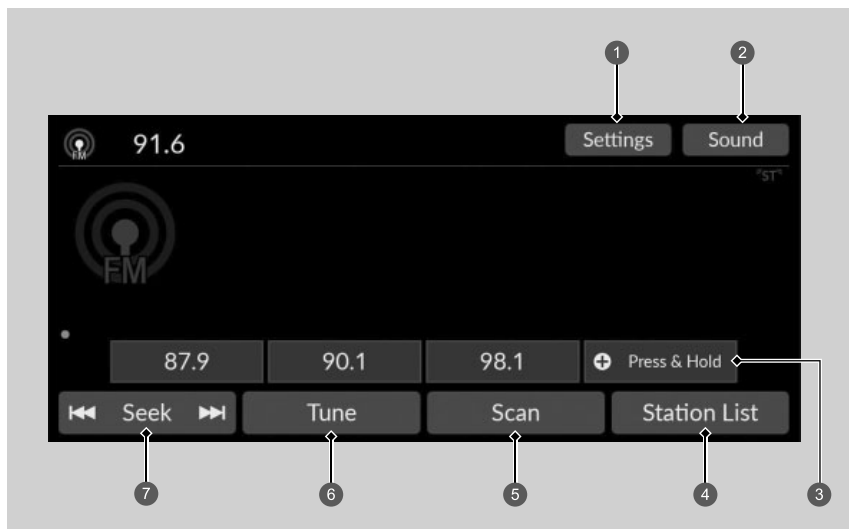 1 2
FM 91.6 Settings Sound
"ST"
FM
87.9 90.1 98.1 Press & Hold
3
Seek Tune Scan Station List
7 6 5 4